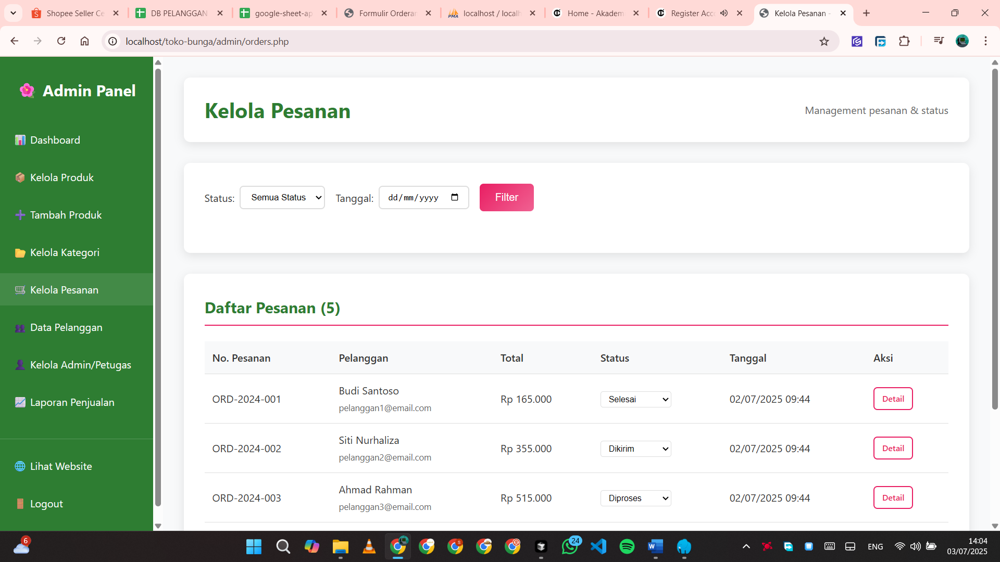 Shopee Seller Ce
DB PELANGGAN
google-sheet-ap
Formulir Orderan
localhost / localh
Home - Akadem
Register Acc
Kelola Pesanan -
localhost/toko-bunga/admin/orders.php
Admin Panel
Dashboard
Kelola Produk
Tambah Produk
Kelola Kategori
Kelola Pesanan
Data Pelanggan
Kelola Admin/Petugas
Laporan Penjualan
Lihat Website
Logout
Kelola Pesanan
Management pesanan & status
Status: Semua Status Tanggal: dd/mm/yyyy Filter
Daftar Pesanan (5)
No. Pesanan Pelanggan Total Status Tanggal Aksi
ORD-2024-001 Budi Santoso Rp 165.000 Selesai 02/07/2025 09:44 Detail
pelanggan1@email.com
ORD-2024-002 Siti Nurhaliza Rp 355.000 Dikirim 02/07/2025 09:44 Detail
pelanggan2@email.com
ORD-2024-003 Ahmad Rahman Rp 515.000 Diproses 02/07/2025 09:44 Detail
pelanggan3@email.com
6
24
ENG
14:04
03/07/2025